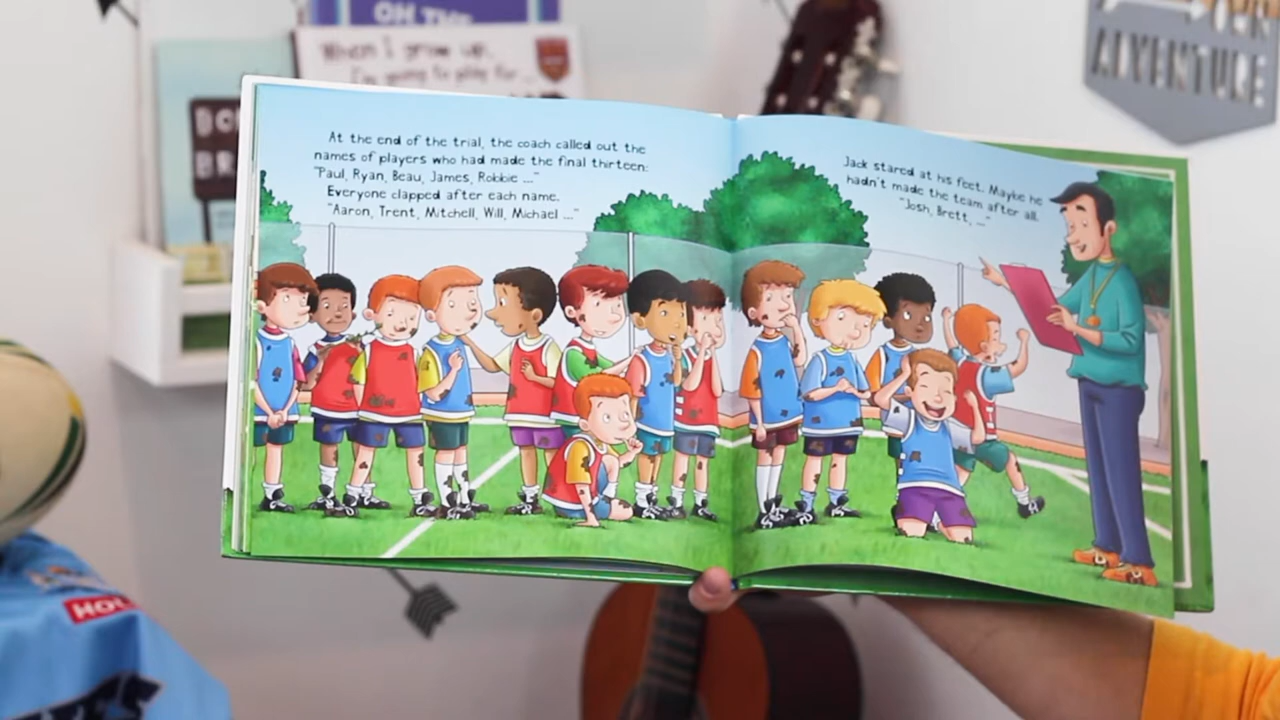 ON THE
When I grow up,
I'm going to play for...
ADVENTURE
At the end of the trial, the coach called out the
names of players who had made the final thirteen:
"Paul, Ryan, Beau, James, Robbie ..."
Everyone clapped after each name.
"Aaron, Trent, Mitchell, Will, Michael ..."
Jack stared at his feet. Maybe he
hadn't made the team after all.
"Josh, Brett, ..."